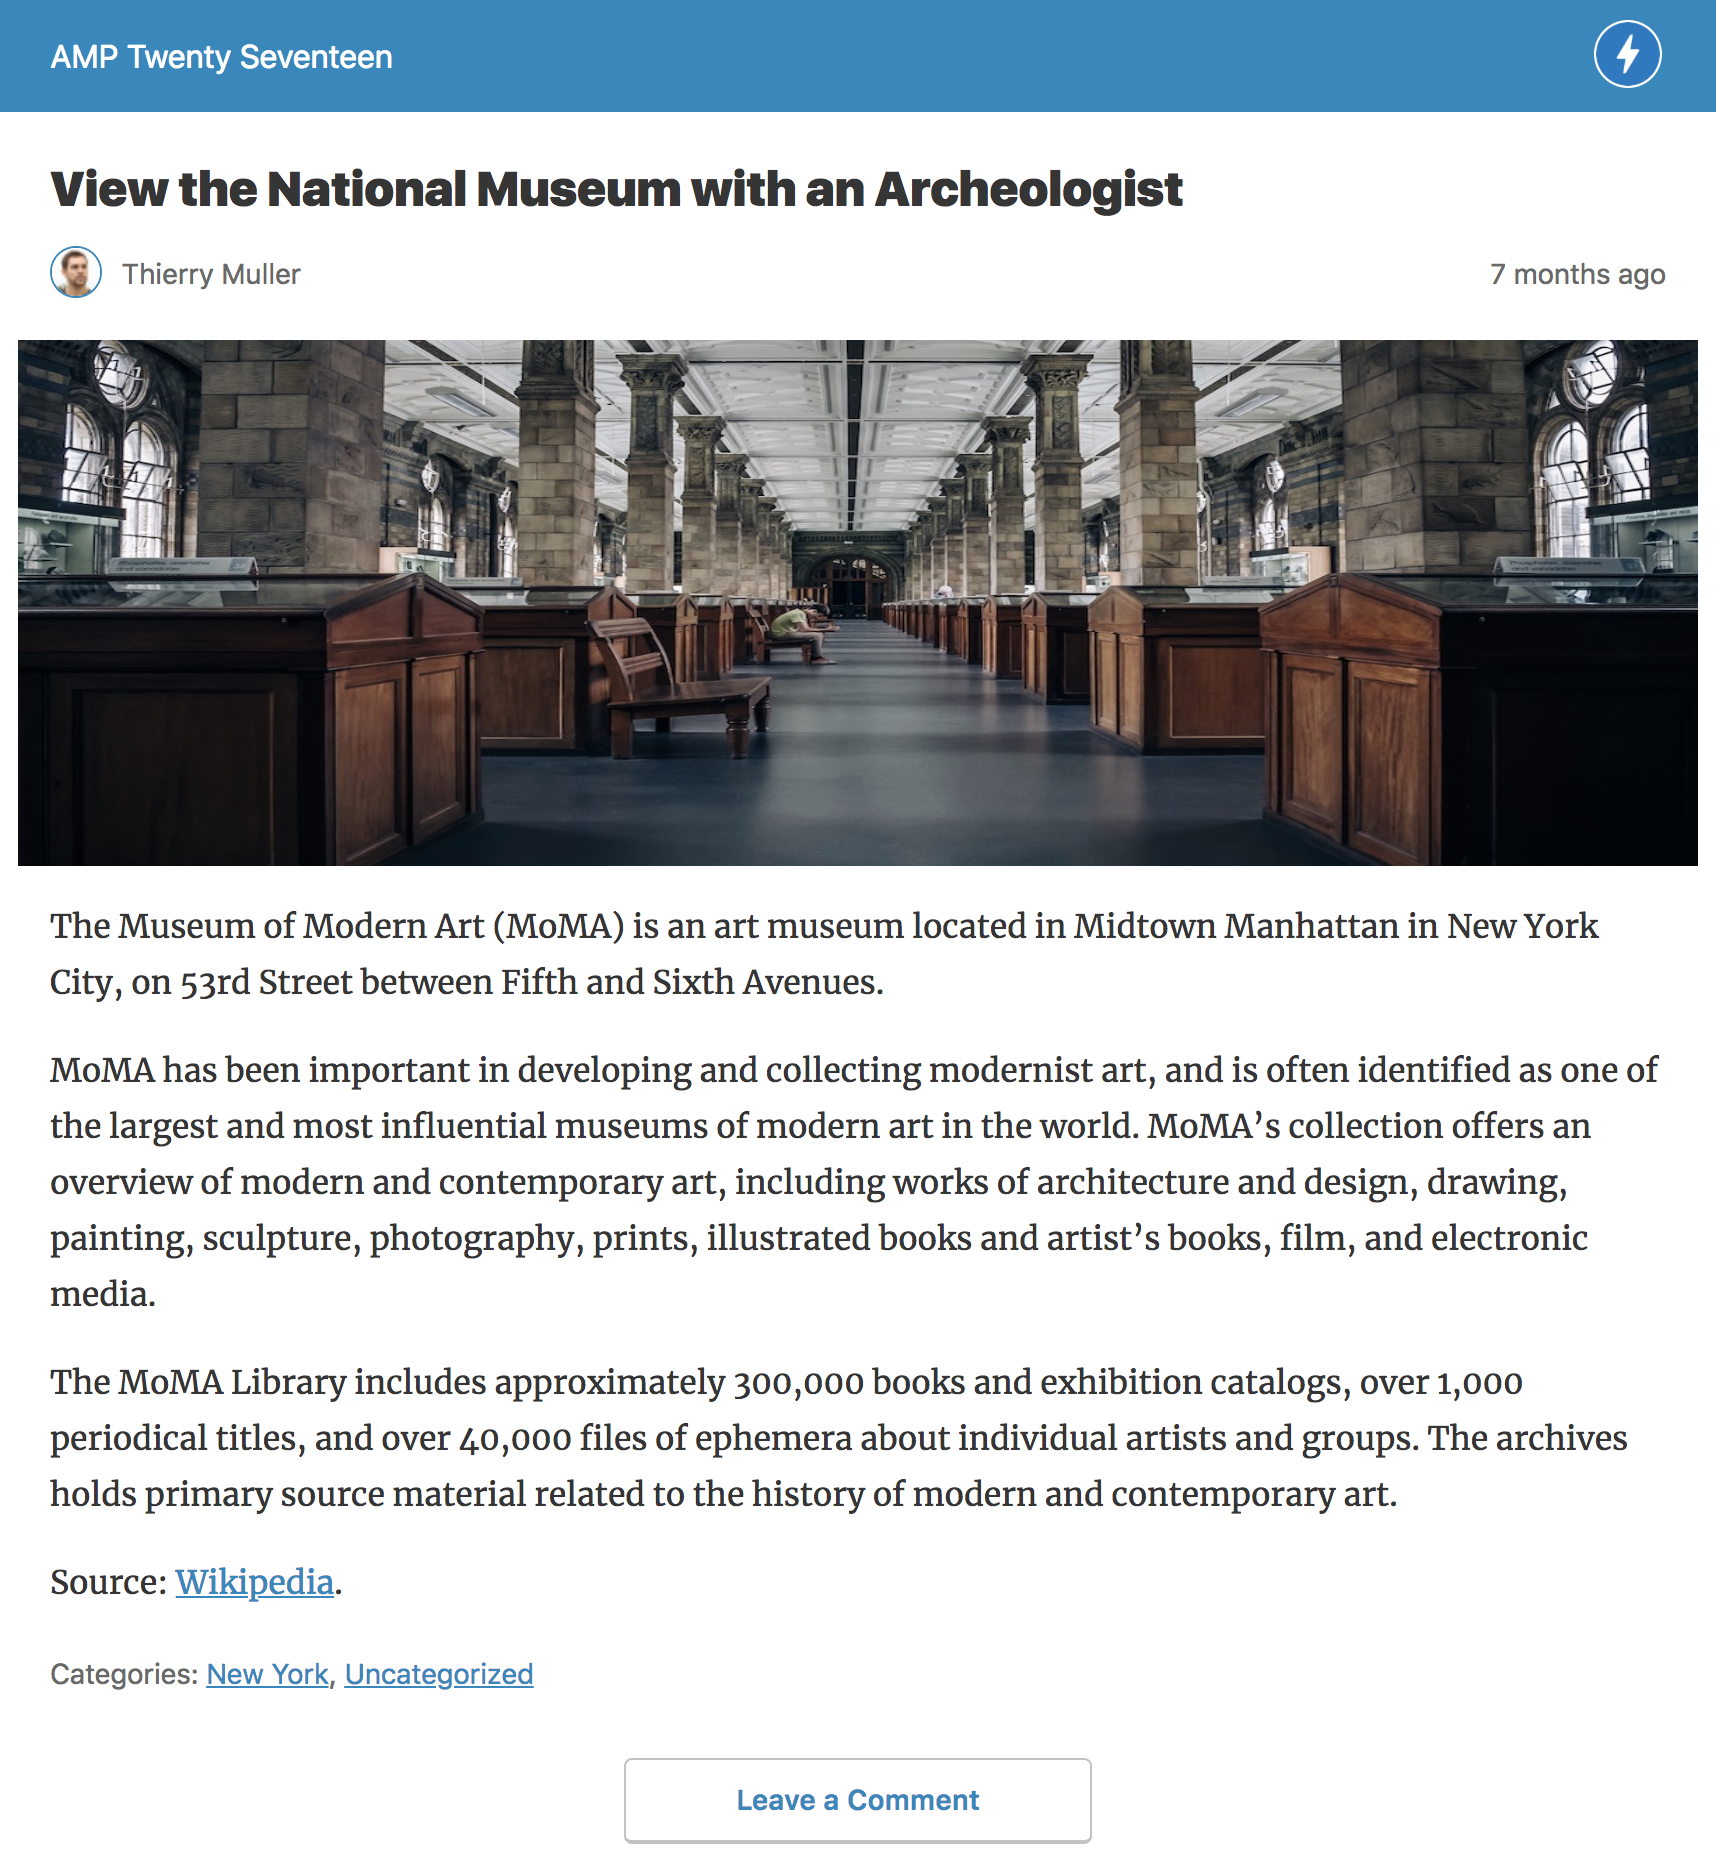 AMP Twenty Seventeen
View the National Museum with an Archeologist
Thierry Muller
7 months ago
The Museum of Modern Art (MoMA) is an art museum located in Midtown Manhattan in New York
City, on 53rd Street between Fifth and Sixth Avenues.
MoMA has been important in developing and collecting modernist art, and is often identified as one of
the largest and most influential museums of modern art in the world. MoMA’s collection offers an
overview of modern and contemporary art, including works of architecture and design, drawing,
painting, sculpture, photography, prints, illustrated books and artist’s books, film, and electronic
media.
The MoMA Library includes approximately 300,000 books and exhibition catalogs, over 1,000
periodical titles, and over 40,000 files of ephemera about individual artists and groups. The archives
holds primary source material related to the history of modern and contemporary art.
Source: Wikipedia.
Categories: New York, Uncategorized
Leave a Comment